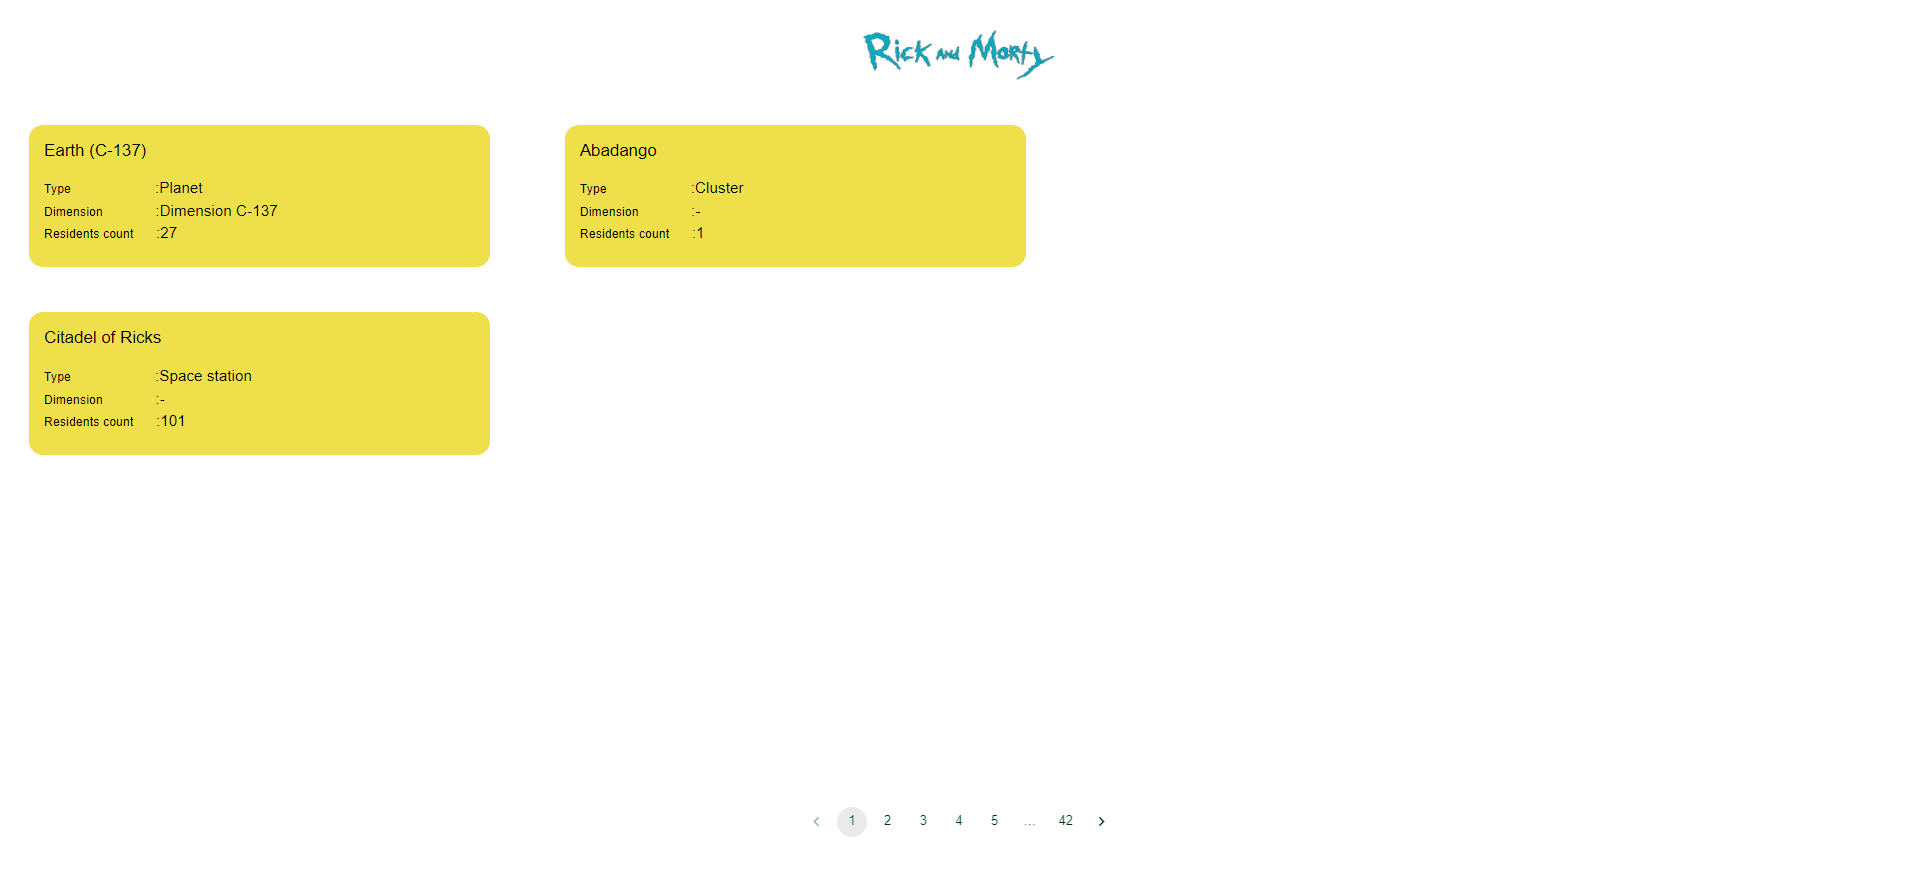 Rick and Morty
Earth (C-137)
Type :Planet
Dimension :Dimension C-137
Residents count :27
Abadango
Type :Cluster
Dimension :-
Residents count :1
Citadel of Ricks
Type :Space station
Dimension :-
Residents count :101
1 2 3 4 5 ... 42